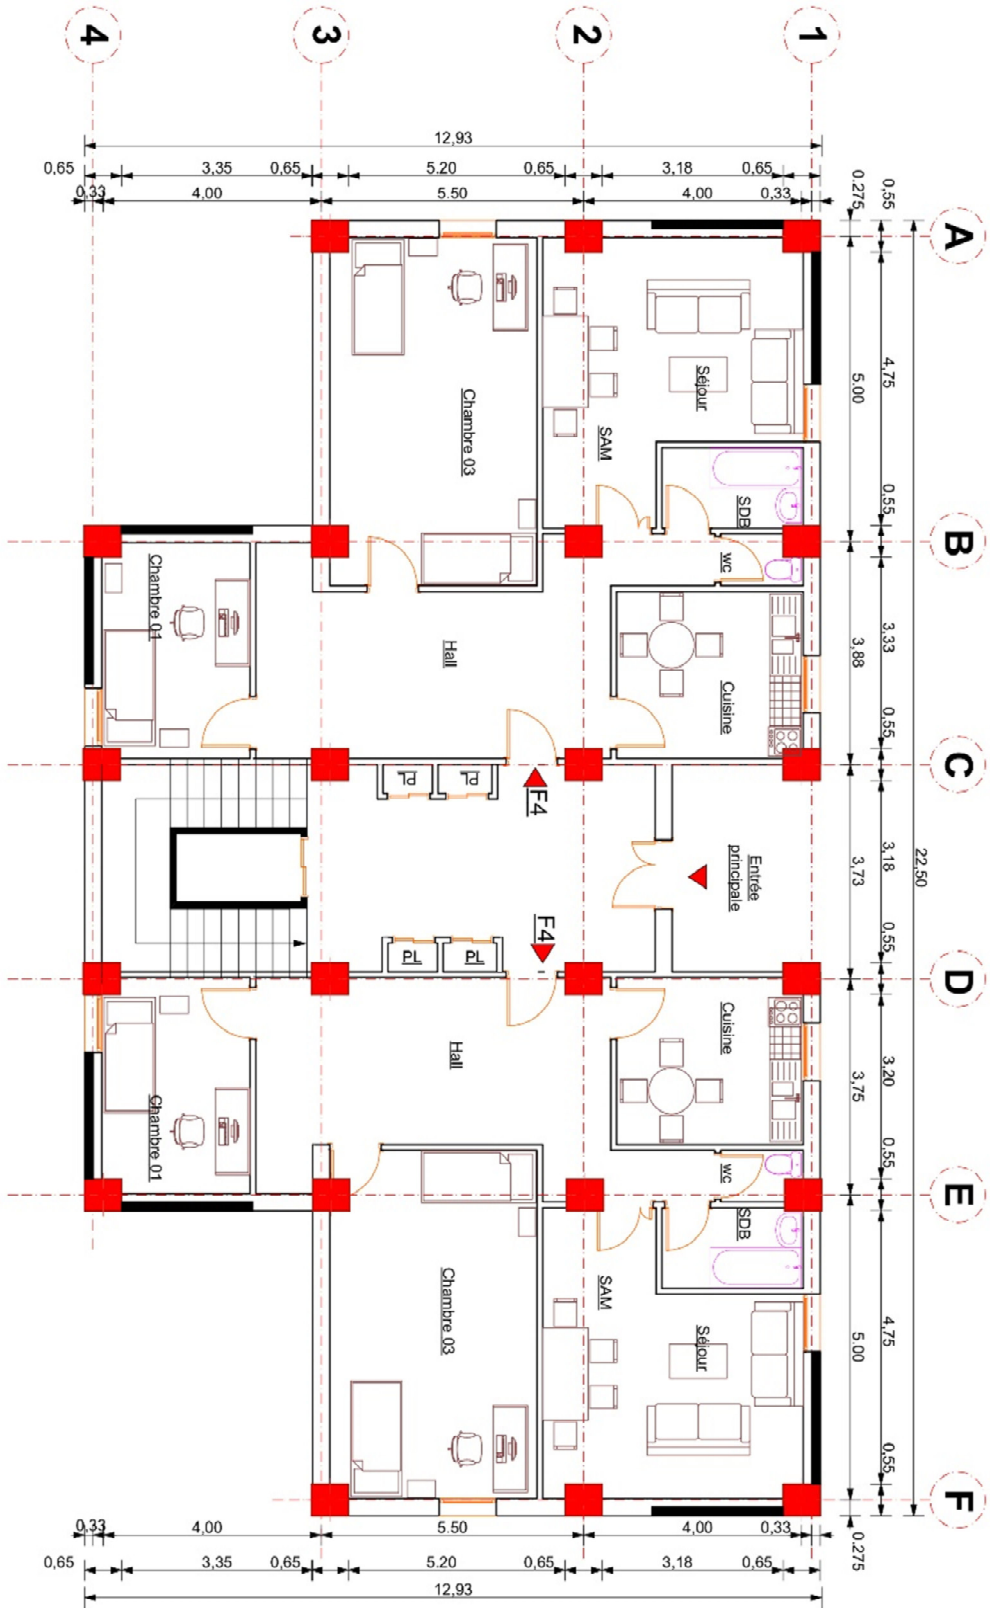 4
3
2
1
12,93
0,65
3,35
0,65
5.20
0,65
3,18
0,65
0,33
4,00
5.50
4,00
0,33
0.275
0,55
A
4,75
5.00
Séjour
SAM
Chambre 03
SDB
0,55
B
wc
Chambre 01
Hall
Cuisine
3,33
3,88
0,55
C
PL
PL
F4
Entrée
principale
3,18
3,73
22,50
F4
PL
PL
0,55
D
Cuisine
Hall
3,20
3,75
Chambre 01
wc
0,55
E
SDB
SAM
Séjour
Chambre 03
4,75
5.00
0,55
F
0,33
4,00
5.50
4,00
0,33
0.275
0,65
3,35
0,65
5.20
0,65
3,18
0,65
12,93